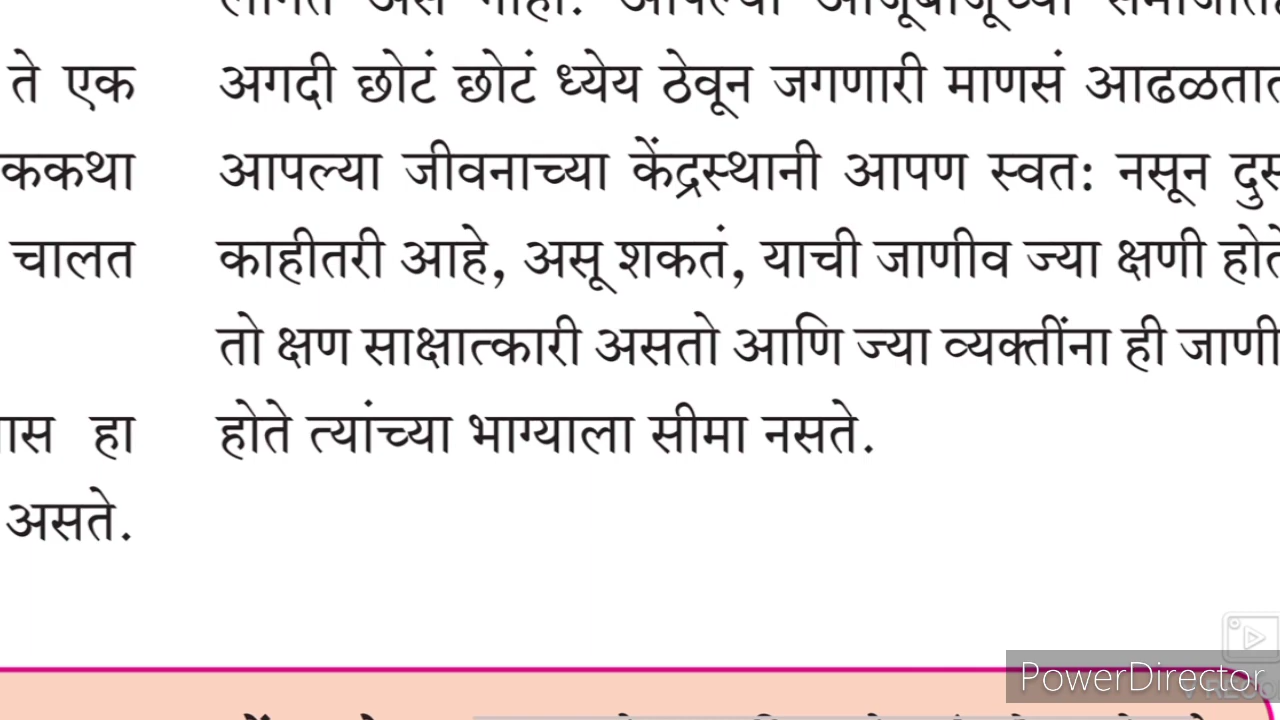 ते एक
ककथा
चालत
हा
असते.
अगदी छोटं छोटं ध्येय ठेवून जगणारी माणसं आढळतात
आपल्या जीवनाच्या केंद्रस्थानी आपण स्वत: नसून
काहीतरी आहे, असू शकतं, याची जाणीव ज्या क्षणी होते
तो क्षण साक्षात्कारी असतो आणि ज्या व्यक्तींना ही
होते त्यांच्या भाग्याला सीमा नसते.
PowerDirector